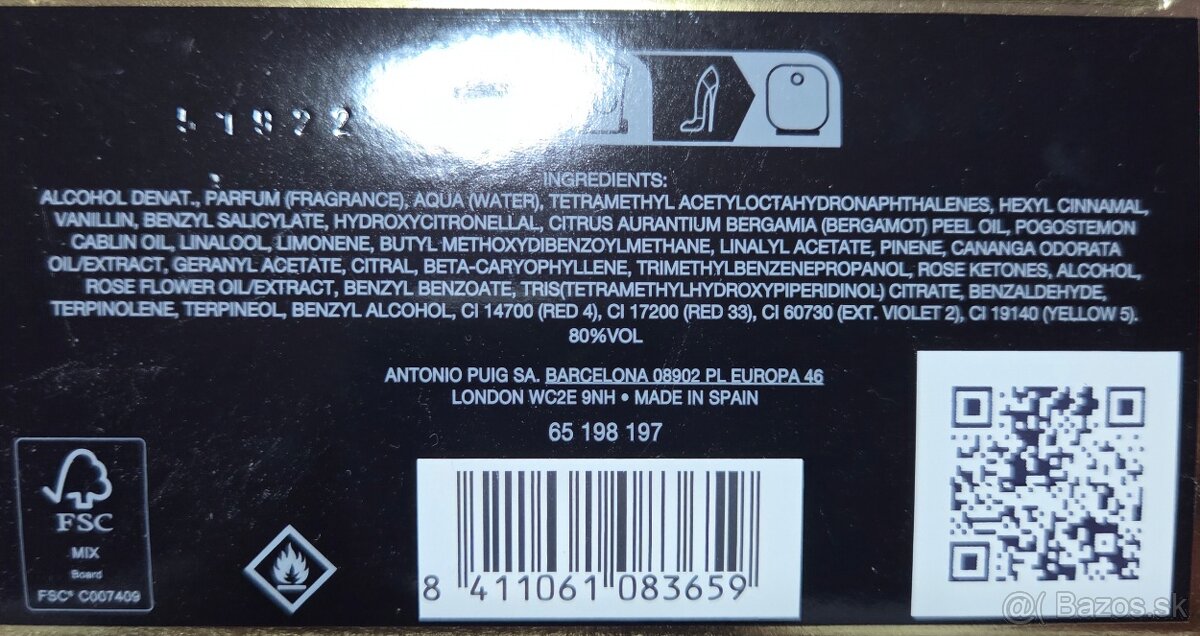 51922
INGREDIENTS:
ALCOHOL DENAT., PARFUM (FRAGRANCE), AQUA (WATER), TETRAMETHYL ACETYLOCTAHYDRONAPHTHALENES, HEXYL CINNAMAL,
VANILLIN, BENZYL SALICYLATE, HYDROXYCITRONELLAL, CITRUS AURANTIUM BERGAMIA (BERGAMOT) PEEL OIL, POGOSTEMON
CABLIN OIL, LINALOOL, LIMONENE, BUTYL METHOXYDIBENZOYLMETHANE, LINALYL ACETATE, PINENE, CANANGA ODORATA
OIL/EXTRACT, GERANYL ACETATE, CITRAL, BETA-CARYOPHYLLENE, TRIMETHYLBENZENEPROPANOL, ROSE KETONES, ALCOHOL,
ROSE FLOWER OIL/EXTRACT, BENZYL BENZOATE, TRIS(TETRAMETHYLHYDROXYPIPERIDINOL) CITRATE, BENZALDEHYDE,
TERPINOLENE, TERPINEOL, BENZYL ALCOHOL, CI 14700 (RED 4), CI 17200 (RED 33), CI 60730 (EXT. VIOLET 2), CI 19140 (YELLOW 5).
80%VOL
ANTONIO PUIG SA. BARCELONA 08902 PL EUROPA 46
LONDON WC2E 9NH • MADE IN SPAIN
65 198 197
FSC
MIX
Board
FSC® C007409
8 411061 083659
@( Bazos.sk